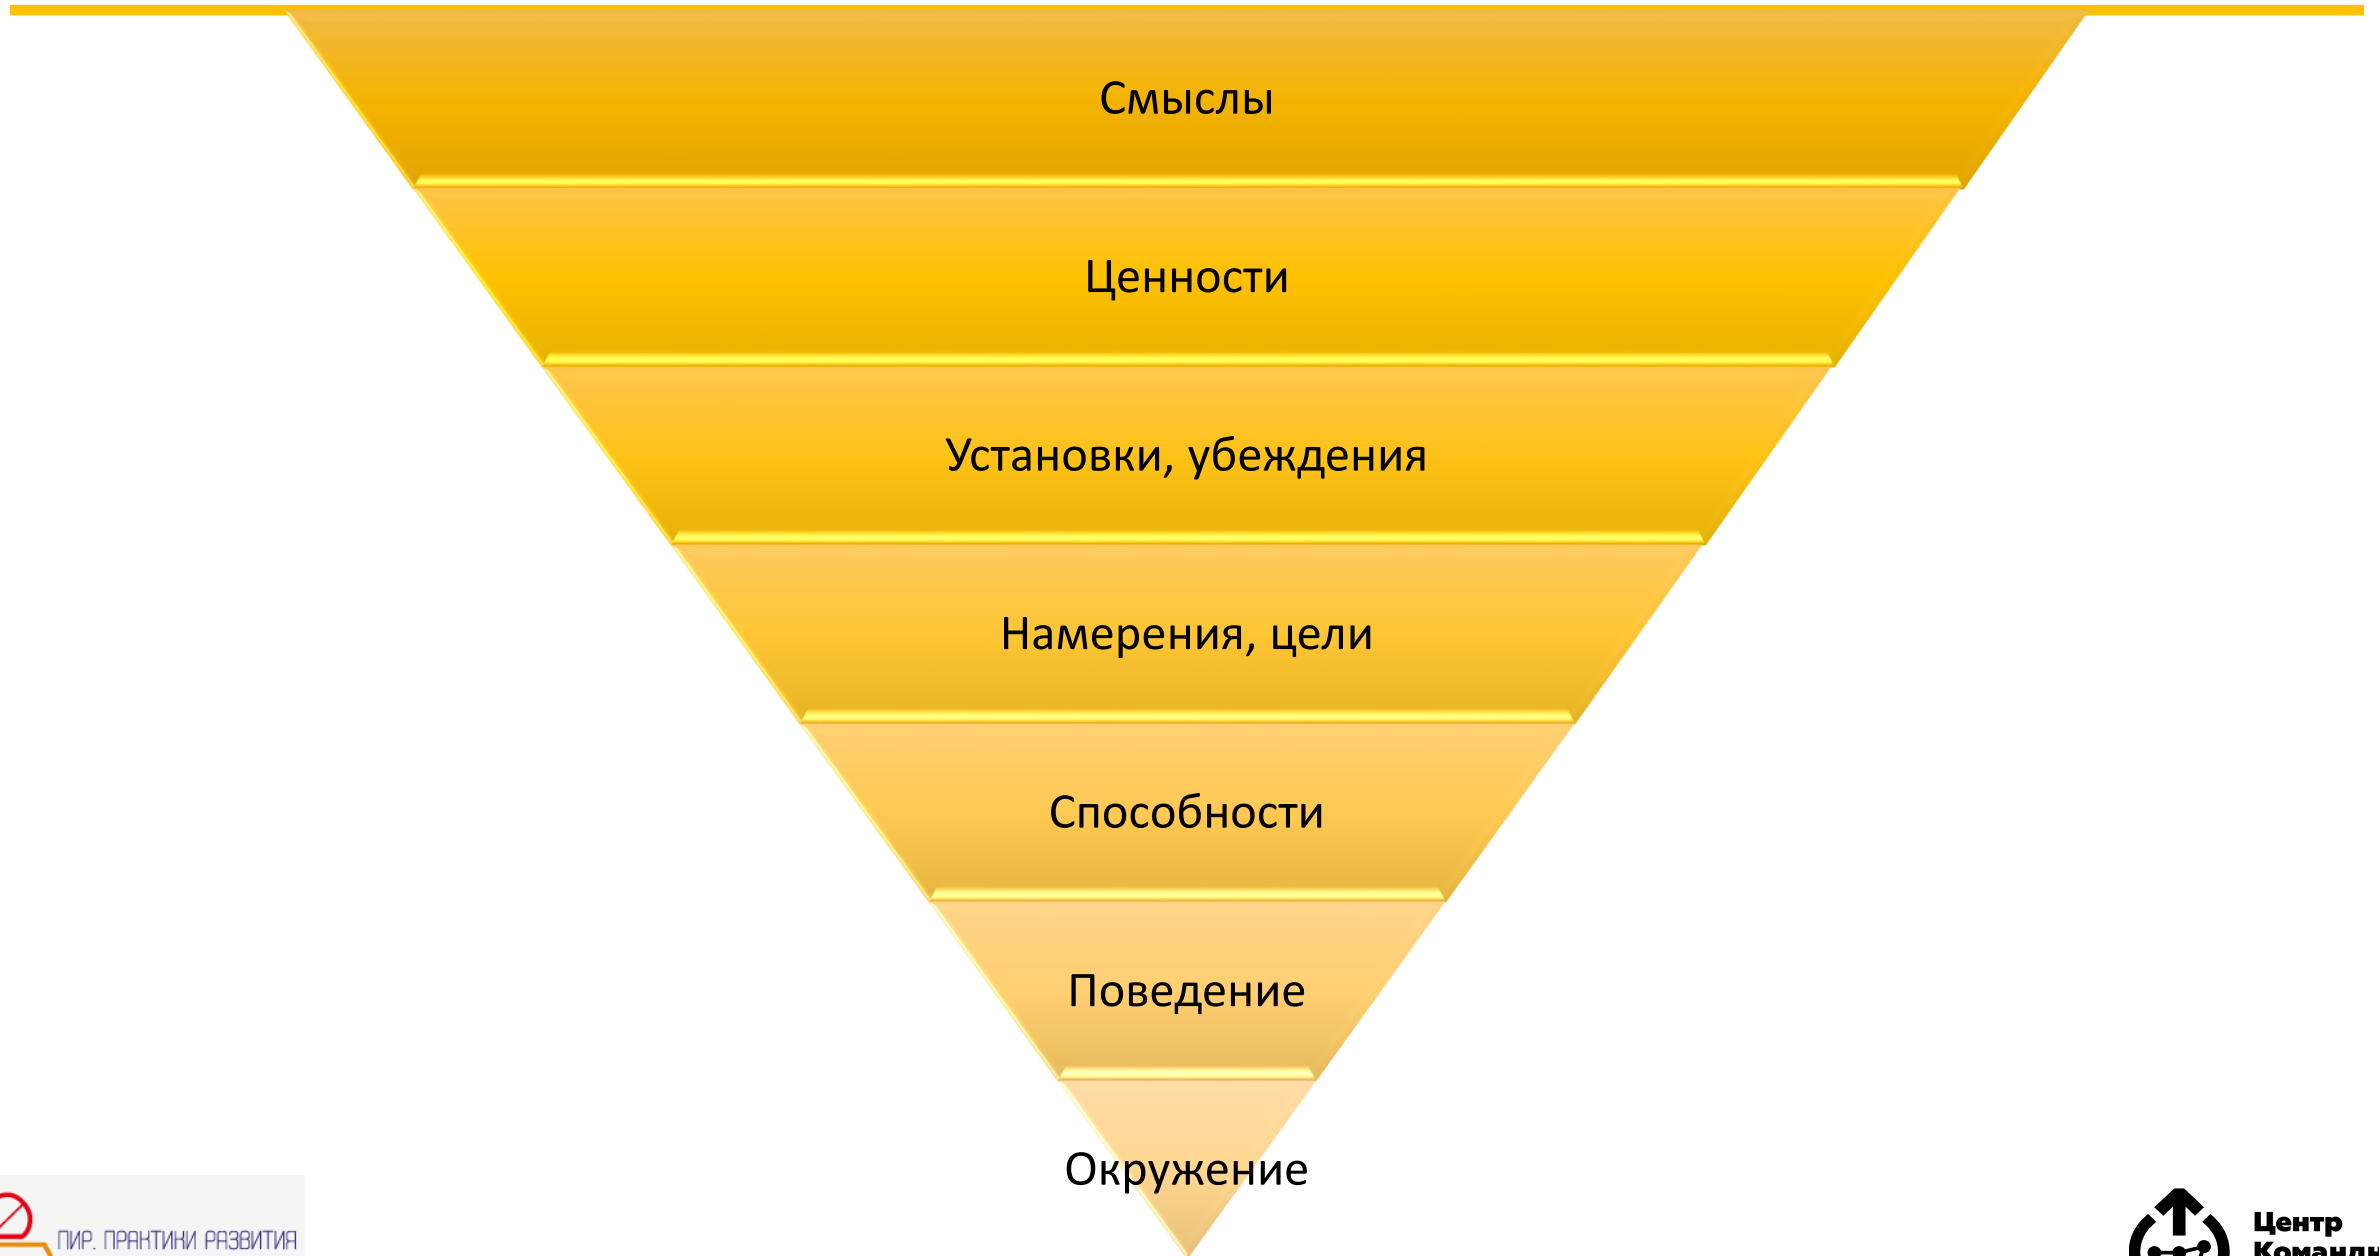 Смыслы
Ценности
Установки, убеждения
Намерения, цели
Способности
Поведение
Окружение
ПИР. ПРАКТИКИ РАЗВИТИЯ
Центр